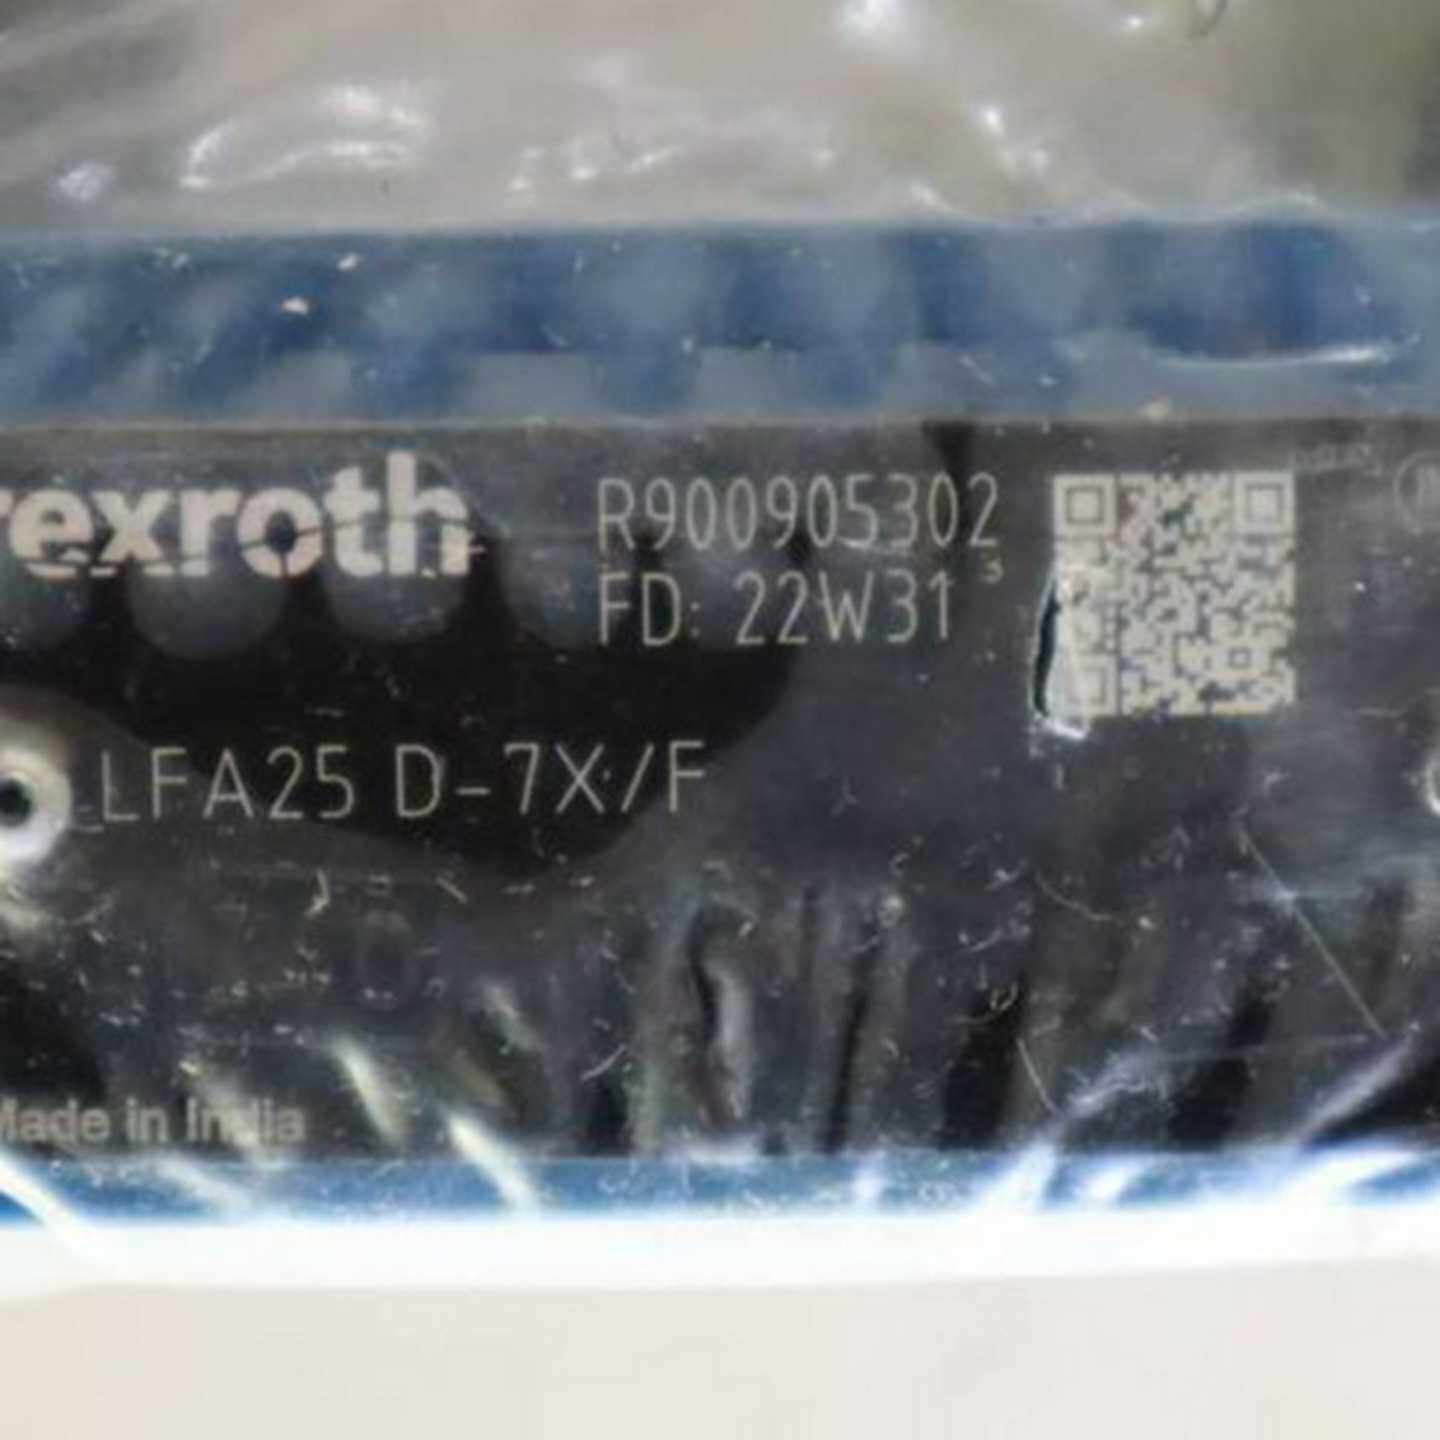 rexroth
R900905302
FD: 22W31
LFA25 D-7X/F
Made in India